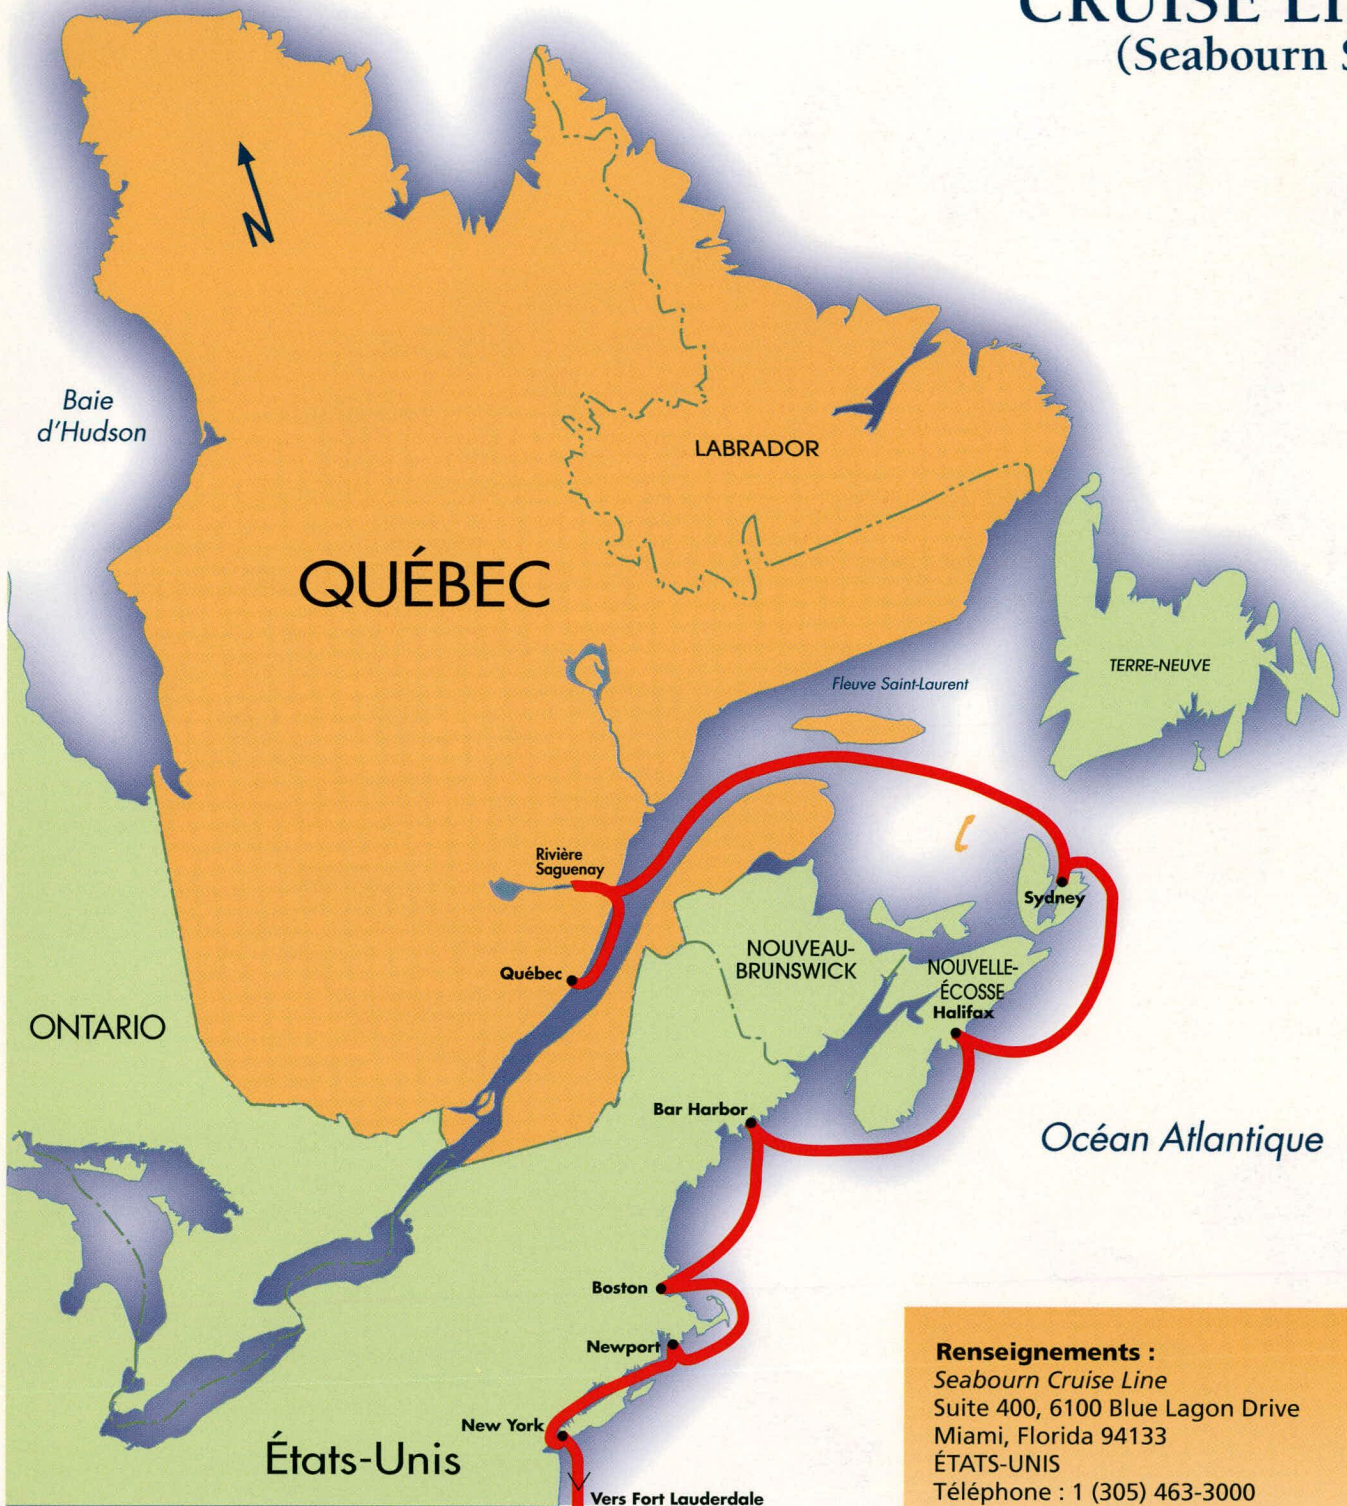 CRUISE LI
(Seabourn S
N
Baie
d'Hudson
LABRADOR
QUÉBEC
TERRE-NEUVE
Fleuve Saint-Laurent
Rivière
Saguenay
Sydney
NOUVEAU-
BRUNSWICK
NOUVELLE-
ÉCOSSE
Halifax
Québec
ONTARIO
Bar Harbor
Océan Atlantique
Boston
Newport
New York
États-Unis
Vers Fort Lauderdale
Renseignements :
Seabourn Cruise Line
Suite 400, 6100 Blue Lagon Drive
Miami, Florida 94133
ÉTATS-UNIS
Téléphone : 1 (305) 463-3000